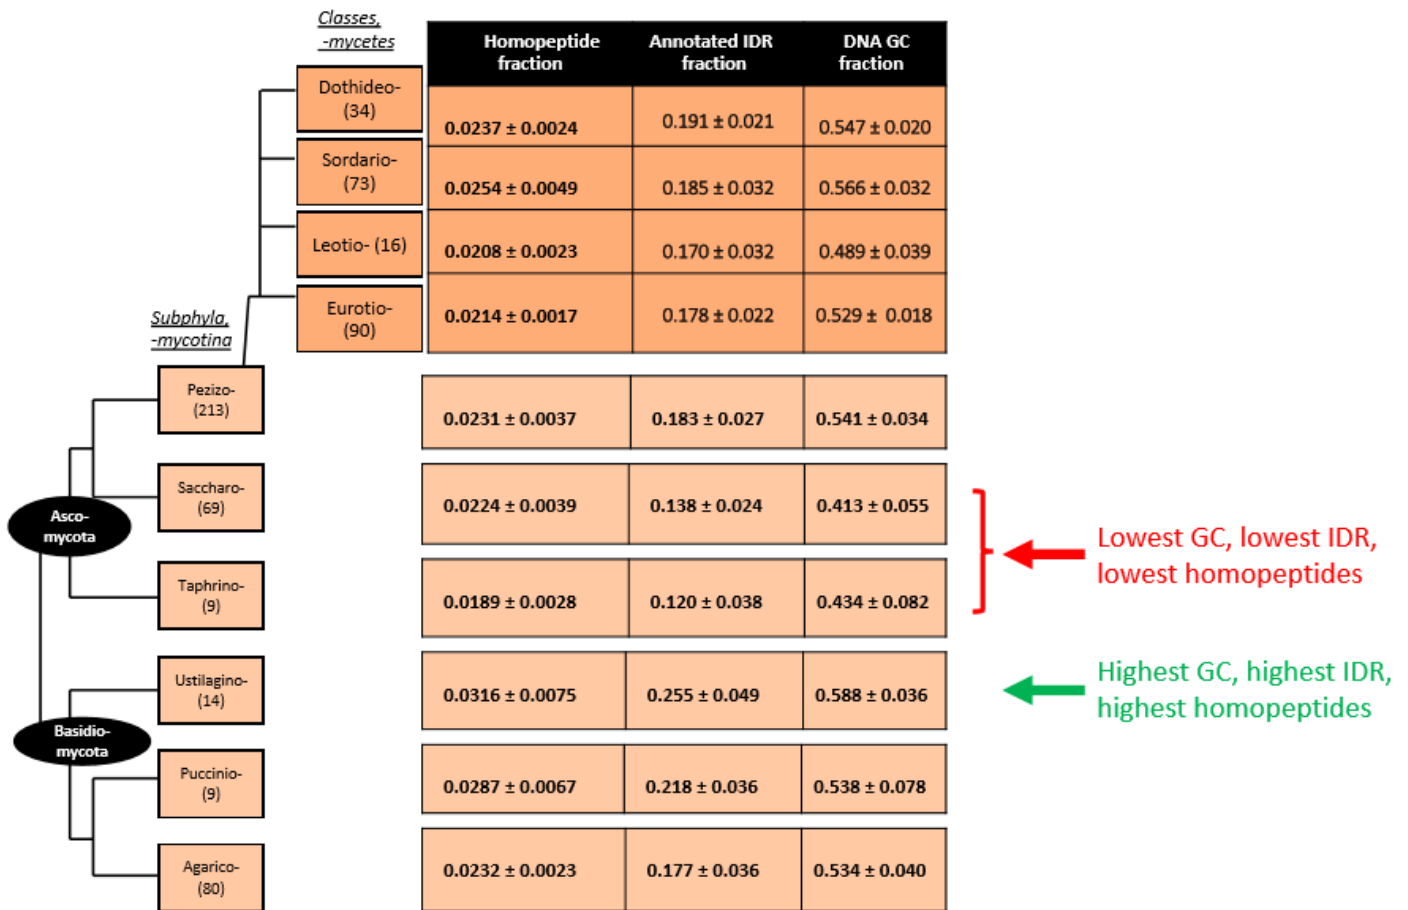 Classes,
-mycetes
Homopeptide fraction
Annotated IDR fraction
DNA GC fraction
Dothideo-
(34)
0.0237 ± 0.0024
0.191 ± 0.021
0.547 ± 0.020
Sordario-
(73)
0.0254 ± 0.0049
0.185 ± 0.032
0.566 ± 0.032
Leotio- (16)
0.0208 ± 0.0023
0.170 ± 0.032
0.489 ± 0.039
Eurotio-
(90)
0.0214 ± 0.0017
0.178 ± 0.022
0.529 ± 0.018
Subphyla,
-mycotina
Pezizo-
(213)
0.0231 ± 0.0037
0.183 ± 0.027
0.541 ± 0.034
Saccharo-
(69)
0.0224 ± 0.0039
0.138 ± 0.024
0.413 ± 0.055
Asco-
mycota
Lowest GC, lowest IDR,
lowest homopeptides
Taphrino-
(9)
0.0189 ± 0.0028
0.120 ± 0.038
0.434 ± 0.082
Ustilagino-
(14)
0.0316 ± 0.0075
0.255 ± 0.049
0.588 ± 0.036
Highest GC, highest IDR,
highest homopeptides
Basidio-
mycota
Puccinio-
(9)
0.0287 ± 0.0067
0.218 ± 0.036
0.538 ± 0.078
Agarico-
(80)
0.0232 ± 0.0023
0.177 ± 0.036
0.534 ± 0.040